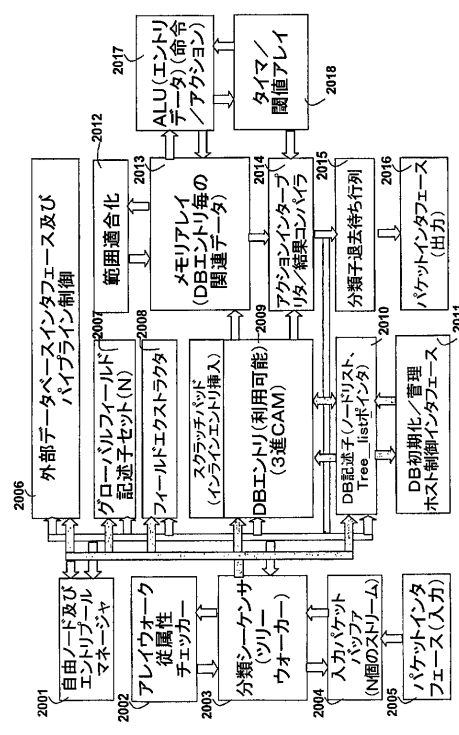 2006
外部データベースインタフェース及び
パイプライン制御
2001
自由ノード及び
エントリプール
マネージャ
2002
アレイウォーク
従属性
チェッカー
2003
分類シーケンサ
(ツリー
ウォーカー)
2004
入力パケット
バッファ
(N個のストリーム)
2005
パケットインタ
フェース(入力)
2007
グローバルフィールド
記述子セット(N)
2008
フィールドエクストラクタ
スクラッチパッド
(インラインエントリ挿入)
2009
DBエントリ(利用可能)
(3進CAM)
2010
DB記述子(ノードリスト、
Tree_listポインタ)
2011
DB初期化/管理
ホスト制御インタフェース
2012
範囲適合化
2013
メモリアレイ
(DBエントリ毎の
関連データ)
2014
アクションインタープ
リタ/結果コンパイラ
2015
分類子退去待ち行列
2016
パケットインタフェース
(出力)
2017
ALU(エントリ
データ)(命令
/アクション)
2018
タイマ/
閾値アレイ